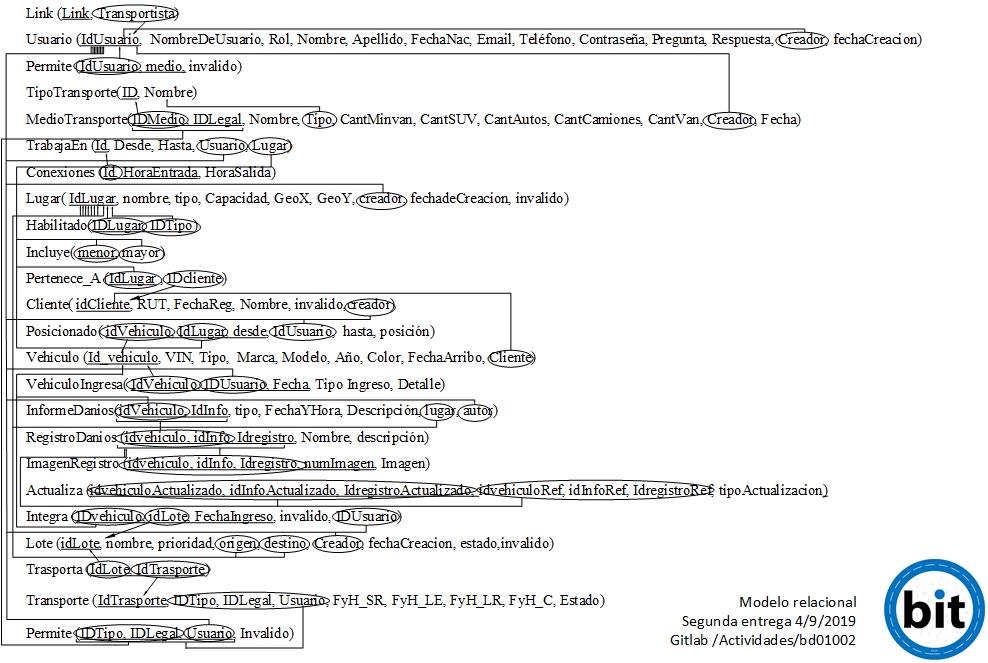 Link (Link, Transportista)
Usuario (IdUsuario, NombreDeUsuario, Rol, Nombre, Apellido, FechaNac, Email, Teléfono, Contraseña, Pregunta, Respuesta, Creador, fechaCreacion)
Permite (IdUsuario, medio, invalido)
TipoTransporte(ID, Nombre)
MedioTransporte(IDMedio, IDLegal, Nombre, Tipo, CantMinvan, CantSUV, CantAutos, CantCamiones, CantVan, Creador, Fecha)
TrabajaEn (Id, Desde, Hasta, Usuario, Lugar)
Conexiones (Id, HoraEntrada, HoraSalida)
Lugar( IdLugar, nombre, tipo, Capacidad, GeoX, GeoY, creador, fechadeCreacion, invalido)
Habilitado(IDLugar, IDTipo)
Incluye(menor, mayor)
Pertenece_A (IdLugar, IDcliente)
Cliente( idCliente, RUT, FechaReg, Nombre, invalido, creador)
Posicionado( idVehiculo, IdLugar, desde, IdUsuario, hasta, posición)
Vehiculo (Id_vehiculo, VIN, Tipo, Marca, Modelo, Año, Color, FechaArribo, Cliente)
VehiculoIngresa(IdVehiculo, IDUsuario, Fecha, Tipo Ingreso, Detalle)
InformeDanios(idVehiculo, IdInfo, tipo, FechaYHora, Descripción, lugar, autor)
RegistroDanios(idvehiculo, idInfo, Idregistro, Nombre, descripción)
ImagenRegistro(idvehiculo, idInfo, Idregistro, numImagen, Imagen)
Actualiza (idvehiculoActualizado, idInfoActualizado, IdregistroActualizado, idvehiculoRef, idInfoRef, IdregistroRef, tipoActualizacion)
Integra (IDvehiculo, idLote, FechaIngreso, invalido, IDUsuario)
Lote (idLote, nombre, prioridad, origen, destino, Creador, fechaCreacion, estado,invalido)
Trasporta (IdLote, IdTrasporte)
Transporte (IdTrasporte, IDTipo, IDLegal, Usuario, FyH_SR, FyH_LE, FyH_LR, FyH_C, Estado)
Permite (IDTipo, IDLegal, Usuario, Invalido)
Modelo relacional
Segunda entrega 4/9/2019
Gitlab /Actividades/bd01002
bit